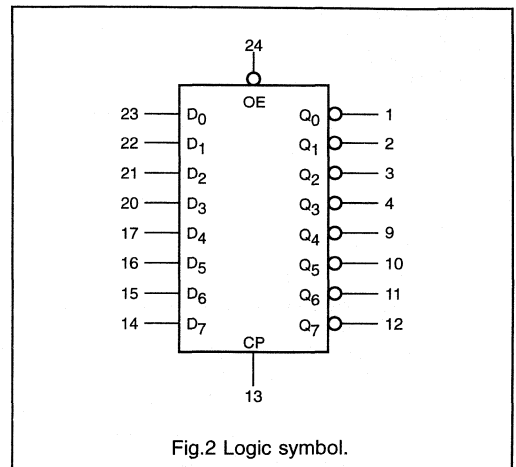 24
OE
23 D0 Q0 1
22 D1 Q1 2
21 D2 Q2 3
20 D3 Q3 4
17 D4 Q4 9
16 D5 Q5 10
15 D6 Q6 11
14 D7 Q7 12
CP
13
Fig.2 Logic symbol.